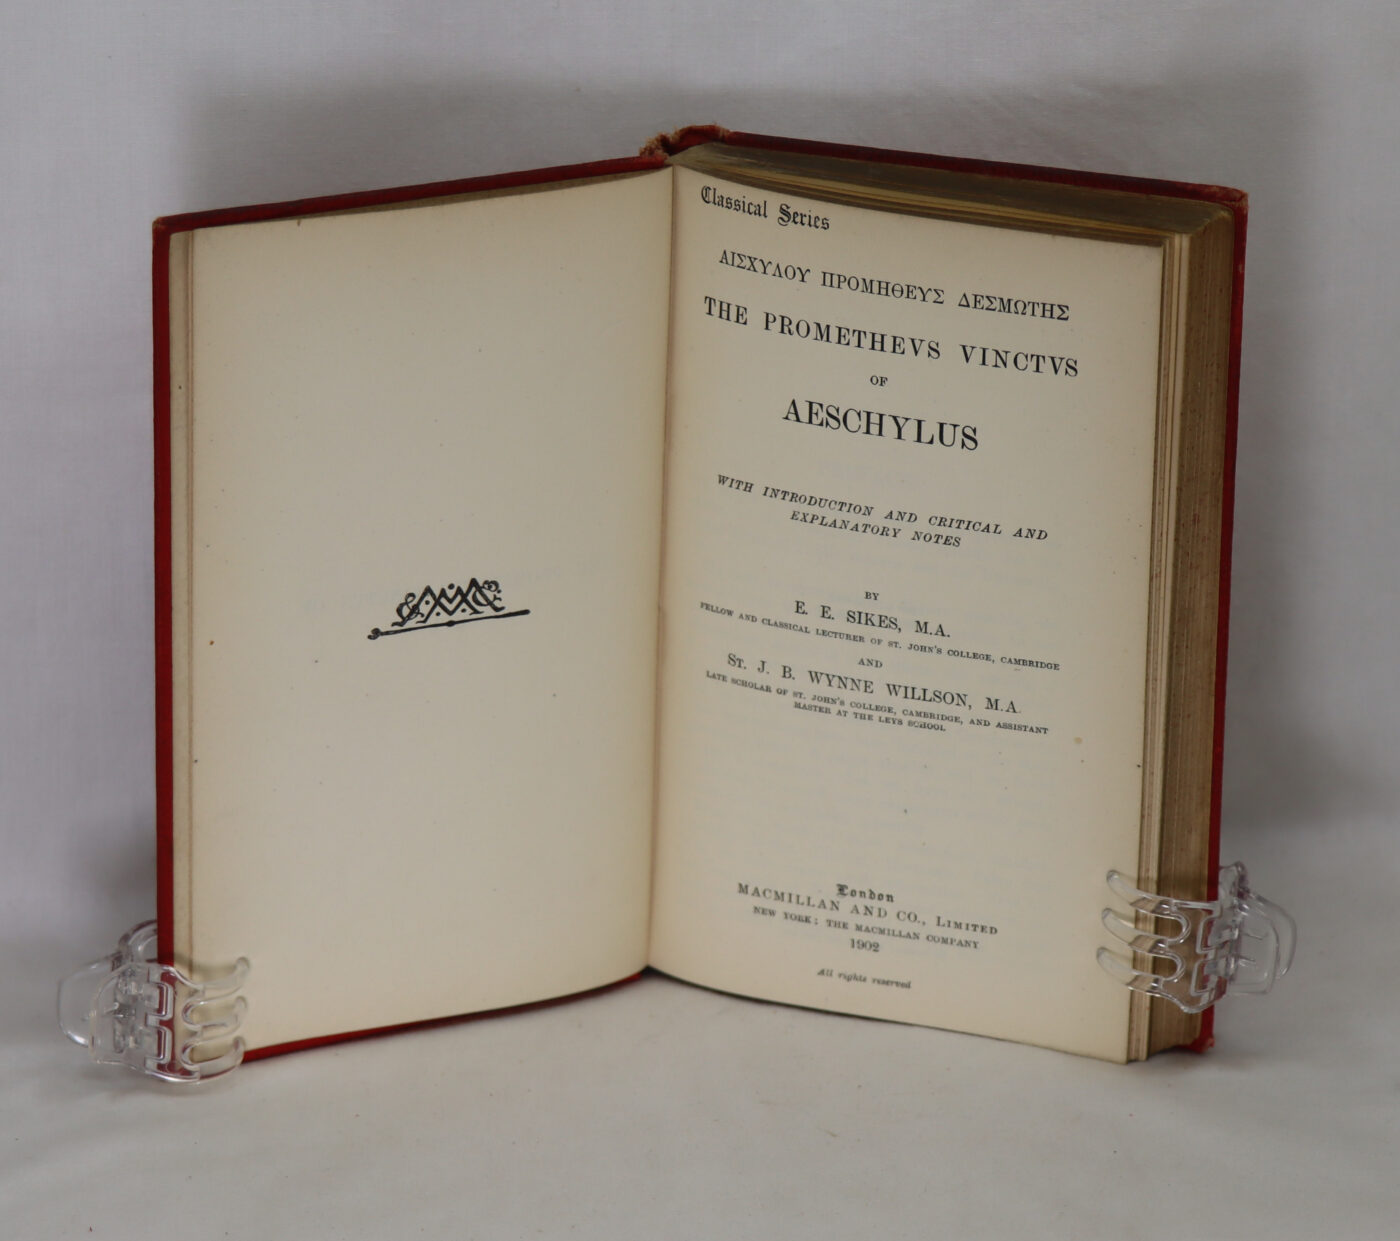 Classical Series
ΑΙΣΧΥΛΟΥ ΠΡΟΜΗΘΕΥΣ ΔΕΣΜΩΤΗΣ
THE PROMETHEVS VINCTVS
OF
AESCHYLUS
WITH INTRODUCTION AND CRITICAL AND
EXPLANATORY NOTES
BY
E. E. SIKES, M.A.
FELLOW AND CLASSICAL LECTURER OF ST. JOHN'S COLLEGE, CAMBRIDGE
AND
ST. J. B. WYNNE WILLSON, M.A.
LATE SCHOLAR OF ST. JOHN'S COLLEGE, CAMBRIDGE, AND ASSISTANT
MASTER AT THE LEYS SCHOOL
London
MACMILLAN AND CO., LIMITED
NEW YORK: THE MACMILLAN COMPANY
1902
All rights reserved